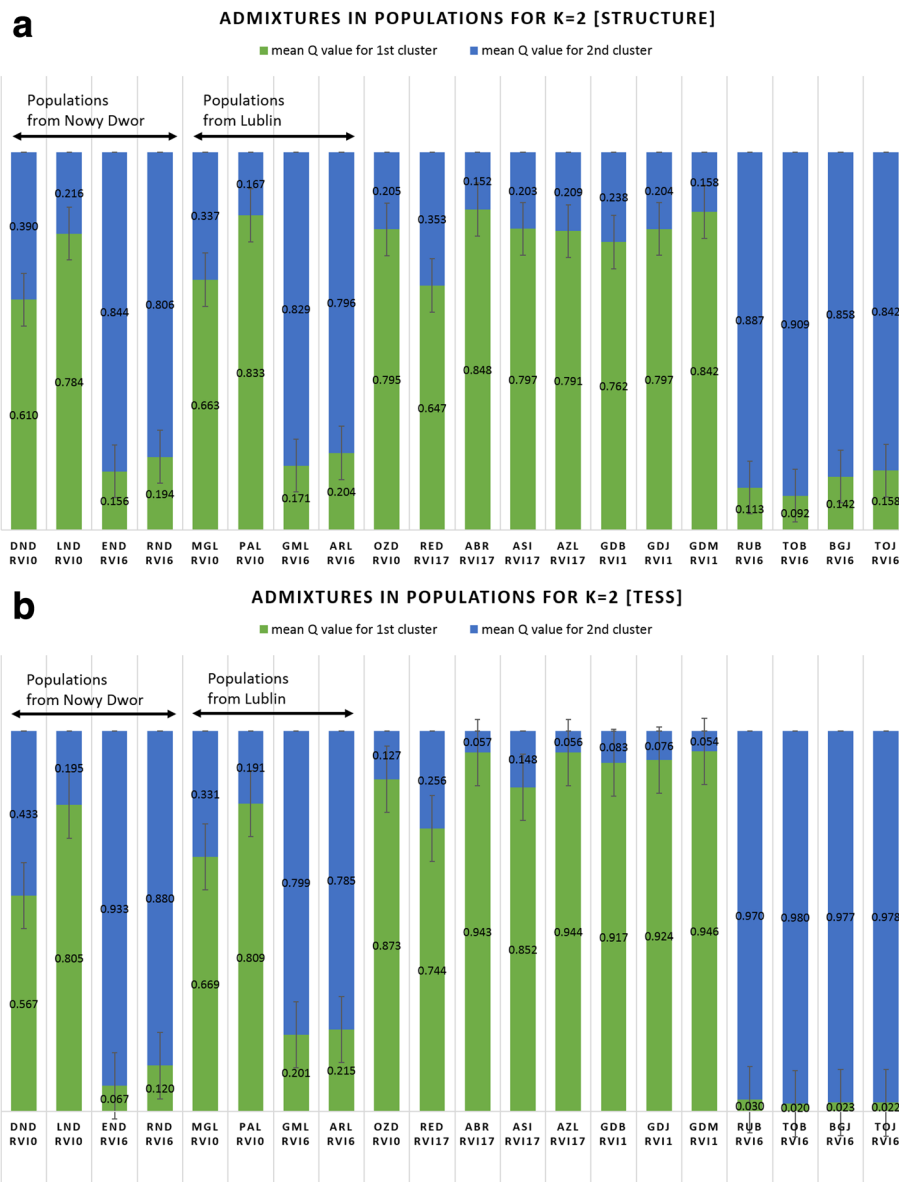 a
ADMIXTURES IN POPULATIONS FOR K=2 [STRUCTURE]
mean Q value for 1st cluster mean Q value for 2nd cluster
Populations from Nowy Dwor
Populations from Lublin
0.390 0.216 0.844 0.806 0.337 0.167 0.829 0.796 0.205 0.353 0.152 0.203 0.209 0.238 0.204 0.158 0.887 0.909 0.858 0.842
0.610 0.784 0.156 0.194 0.663 0.833 0.171 0.204 0.795 0.647 0.848 0.797 0.791 0.762 0.797 0.842 0.113 0.092 0.142 0.158
DND LND END RND MGL PAL GML ARL OZD RED ABR ASI AZL GDB GDJ GDM RUB TOB BGJ TOJ
RVI0 RVI0 RVI6 RVI6 RVI0 RVI0 RVI6 RVI6 RVI0 RVI17 RVI17 RVI17 RVI17 RVI1 RVI1 RVI1 RVI6 RVI6 RVI6 RVI6
b
ADMIXTURES IN POPULATIONS FOR K=2 [TESS]
mean Q value for 1st cluster mean Q value for 2nd cluster
Populations from Nowy Dwor
Populations from Lublin
0.433 0.195 0.933 0.880 0.331 0.191 0.799 0.785 0.127 0.256 0.057 0.148 0.056 0.083 0.076 0.054 0.970 0.980 0.977 0.978
0.567 0.805 0.067 0.120 0.669 0.809 0.201 0.215 0.873 0.744 0.943 0.852 0.944 0.917 0.924 0.946 0.030 0.020 0.023 0.022
DND LND END RND MGL PAL GML ARL OZD RED ABR ASI AZL GDB GDJ GDM RUB TOB BGJ TOJ
RVI0 RVI0 RVI6 RVI6 RVI0 RVI0 RVI6 RVI6 RVI0 RVI17 RVI17 RVI17 RVI17 RVI1 RVI1 RVI1 RVI6 RVI6 RVI6 RVI6